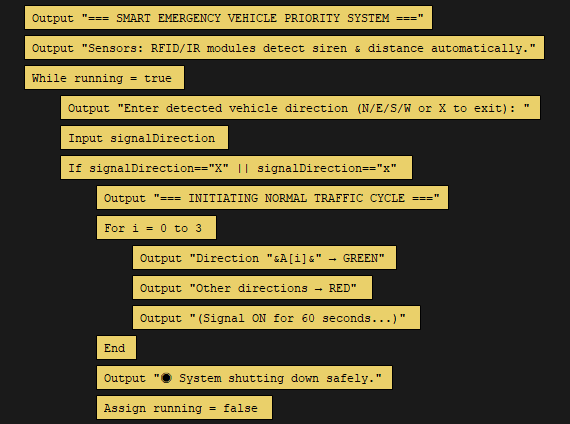 Output "=== SMART EMERGENCY VEHICLE PRIORITY SYSTEM ==="
Output "Sensors: RFID/IR modules detect siren & distance automatically."
While running = true
Output "Enter detected vehicle direction (N/E/S/W or X to exit): "
Input signalDirection
If signalDirection=="X" || signalDirection=="x"
Output "=== INITIATING NORMAL TRAFFIC CYCLE ==="
For i = 0 to 3
Output "Direction "&A[i]&" → GREEN"
Output "Other directions → RED"
Output "(Signal ON for 60 seconds...)"
End
Output "◉ System shutting down safely."
Assign running = false